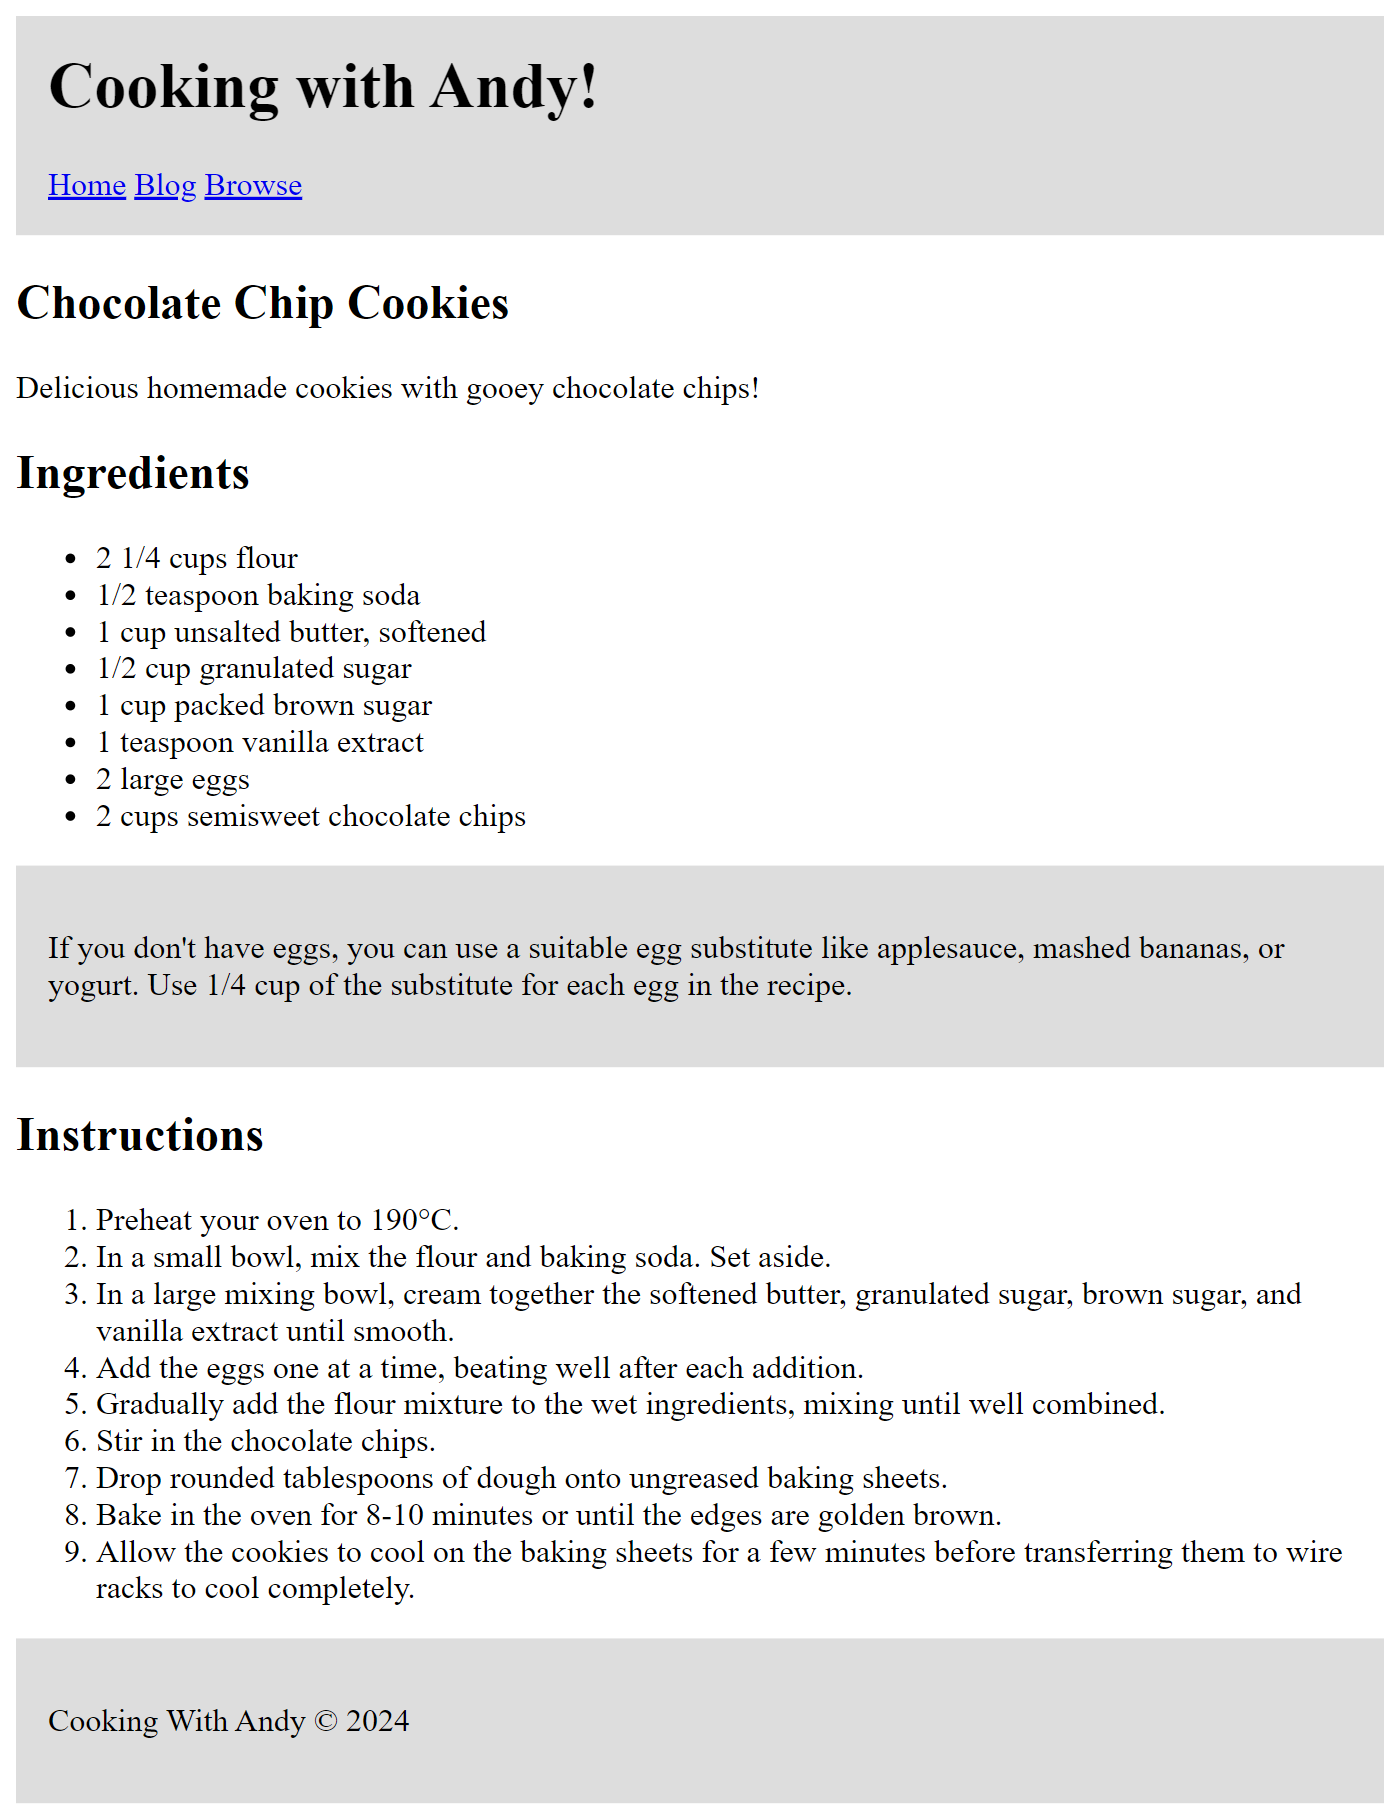 Cooking with Andy!
Home Blog Browse
Chocolate Chip Cookies
Delicious homemade cookies with gooey chocolate chips!
Ingredients
• 2 1/4 cups flour
• 1/2 teaspoon baking soda
• 1 cup unsalted butter, softened
• 1/2 cup granulated sugar
• 1 cup packed brown sugar
• 1 teaspoon vanilla extract
• 2 large eggs
• 2 cups semisweet chocolate chips
If you don't have eggs, you can use a suitable egg substitute like applesauce, mashed bananas, or
yogurt. Use 1/4 cup of the substitute for each egg in the recipe.
Instructions
1. Preheat your oven to 190°C.
2. In a small bowl, mix the flour and baking soda. Set aside.
3. In a large mixing bowl, cream together the softened butter, granulated sugar, brown sugar, and
vanilla extract until smooth.
4. Add the eggs one at a time, beating well after each addition.
5. Gradually add the flour mixture to the wet ingredients, mixing until well combined.
6. Stir in the chocolate chips.
7. Drop rounded tablespoons of dough onto ungreased baking sheets.
8. Bake in the oven for 8-10 minutes or until the edges are golden brown.
9. Allow the cookies to cool on the baking sheets for a few minutes before transferring them to wire
racks to cool completely.
Cooking With Andy © 2024